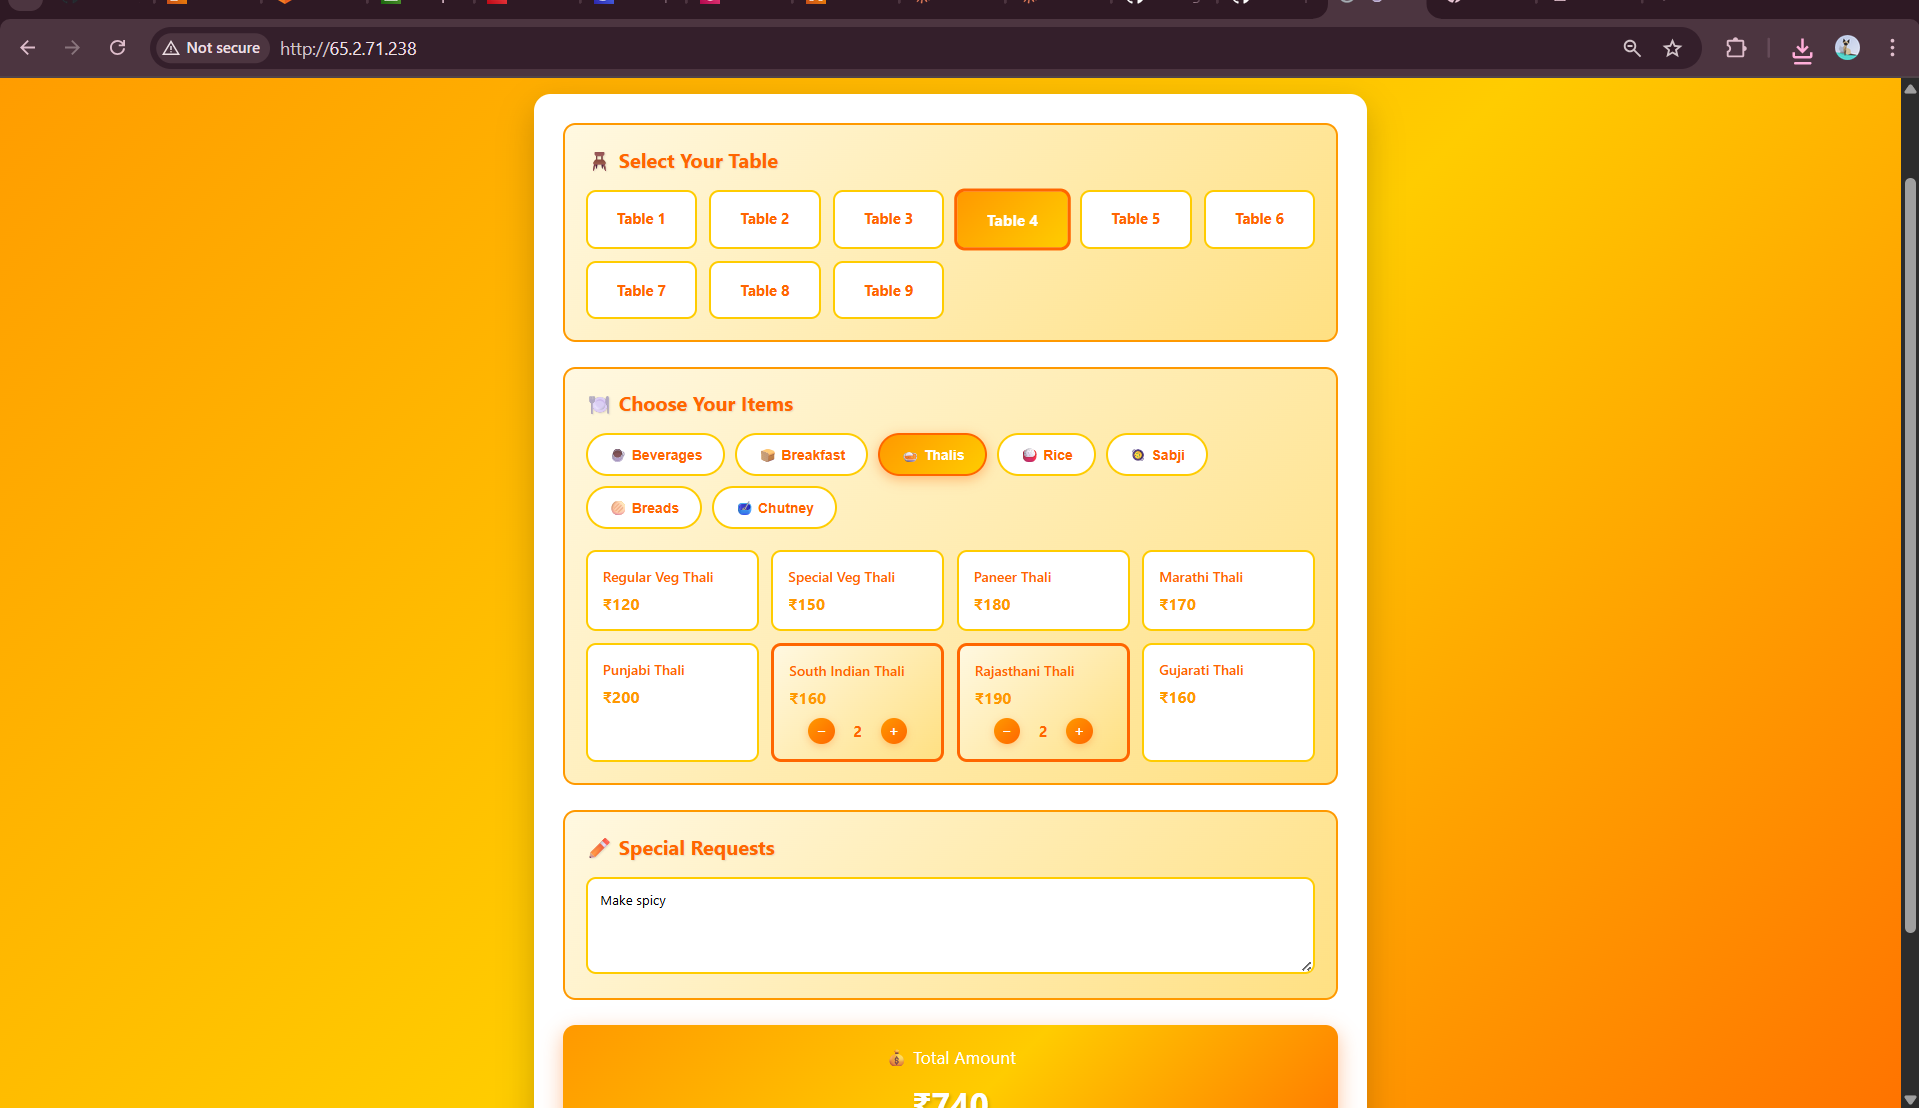 Not secure http://65.2.71.238
Select Your Table
Table 1 Table 2 Table 3 Table 4 Table 5 Table 6
Table 7 Table 8 Table 9
Choose Your Items
Beverages Breakfast Thalis Rice Sabji
Breads Chutney
Regular Veg Thali Special Veg Thali Paneer Thali Marathi Thali
₹120 ₹150 ₹180 ₹170
Punjabi Thali South Indian Thali Rajasthani Thali Gujarati Thali
₹200 ₹160 ₹190 ₹160
− 2 + − 2 +
Special Requests
Make spicy
Total Amount
₹740